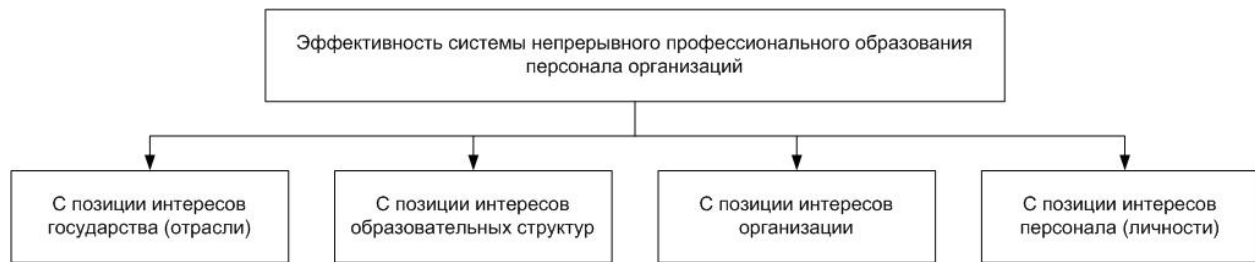 Эффективность системы непрерывного профессионального образования
персонала организаций
С позиции интересов
государства (отрасли)
С позиции интересов
образовательных структур
С позиции интересов
организации
С позиции интересов
персонала (личности)